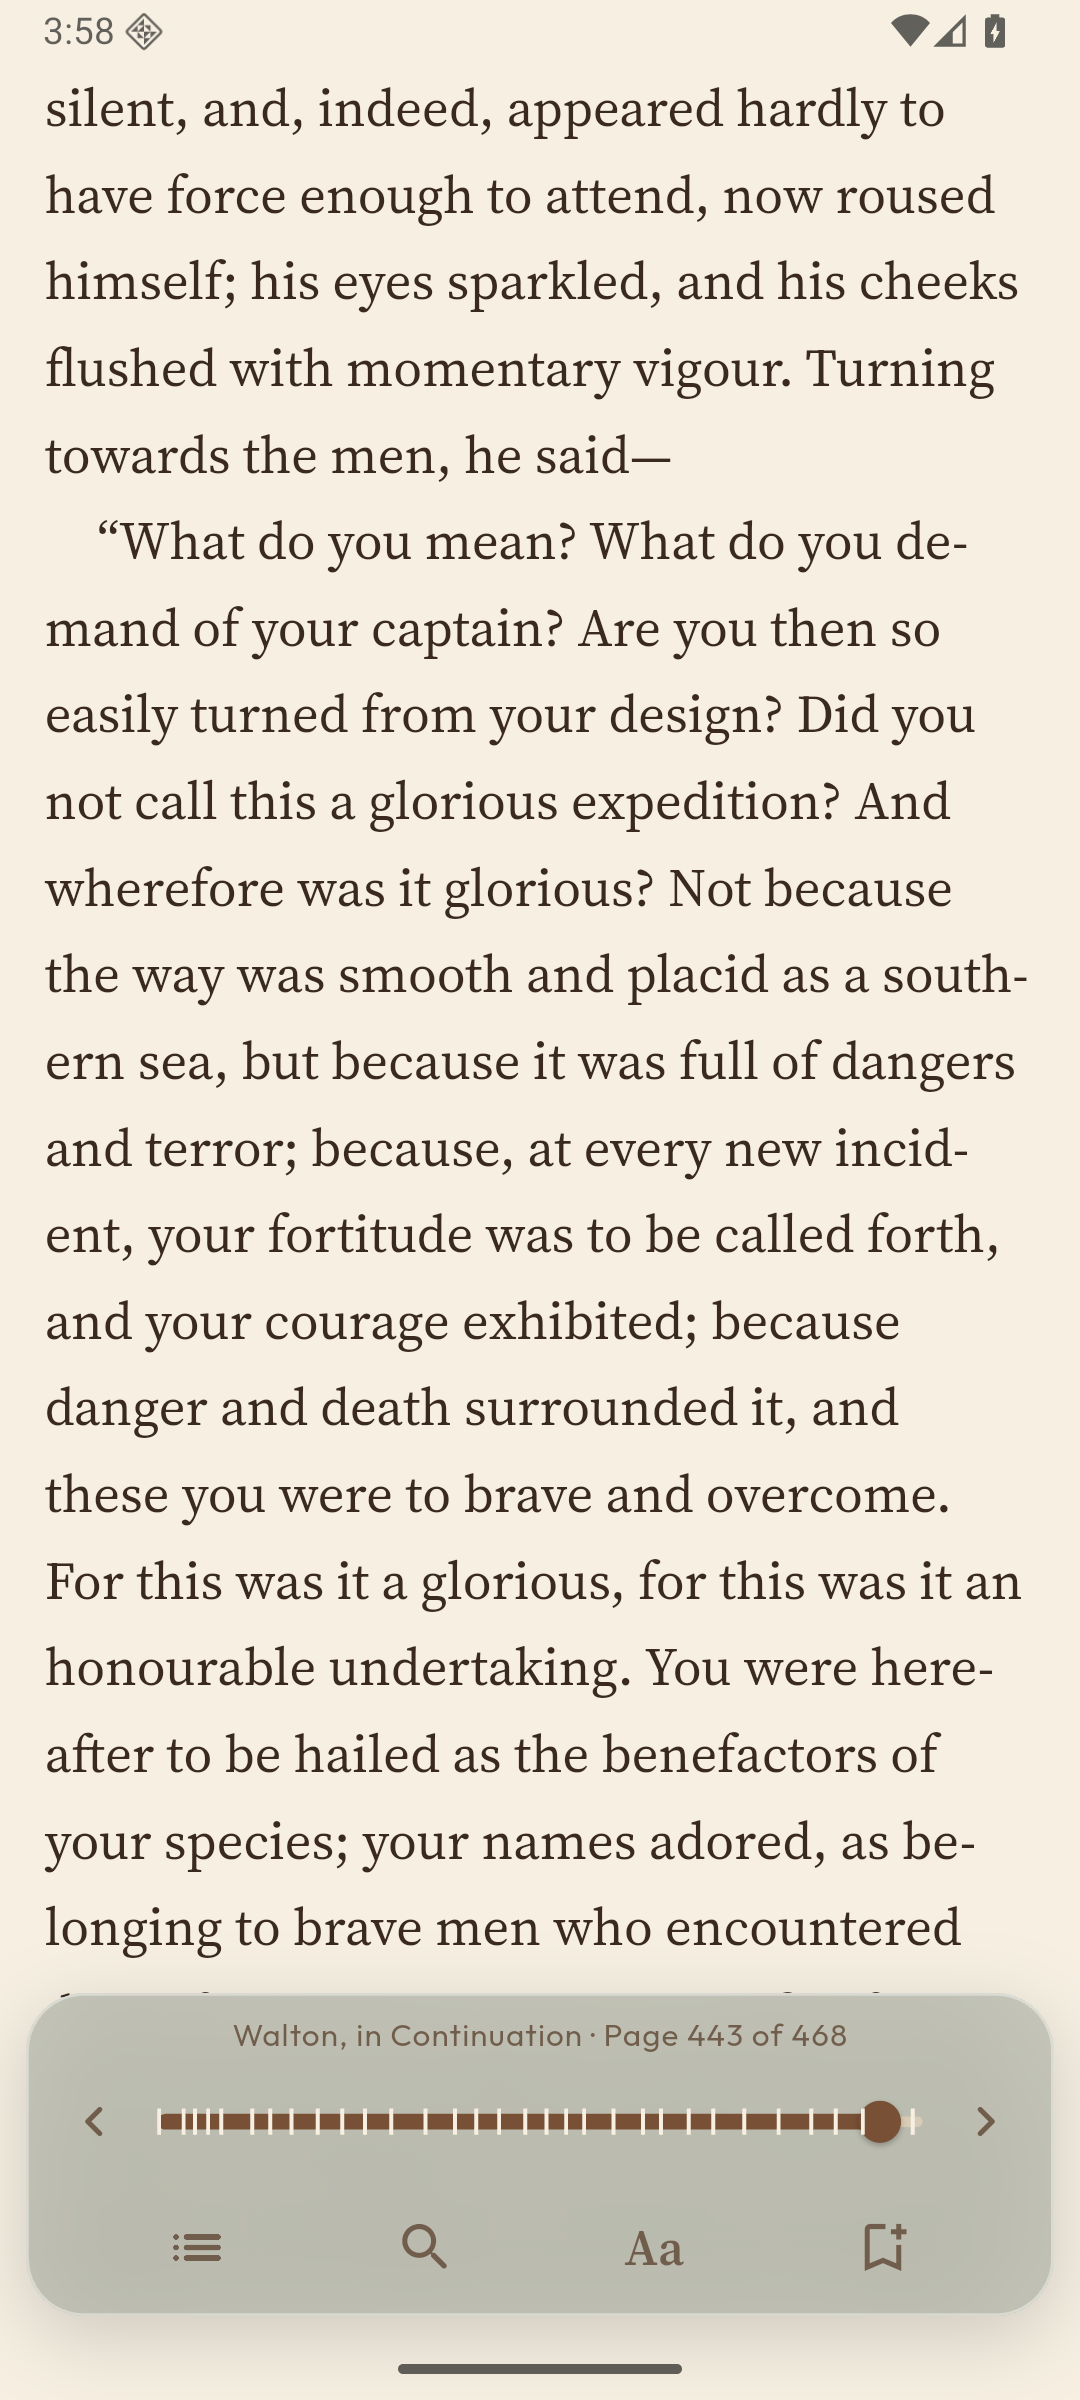 3:58
silent, and, indeed, appeared hardly to
have force enough to attend, now roused
himself; his eyes sparkled, and his cheeks
flushed with momentary vigour. Turning
towards the men, he said—
“What do you mean? What do you de-
mand of your captain? Are you then so
easily turned from your design? Did you
not call this a glorious expedition? And
wherefore was it glorious? Not because
the way was smooth and placid as a south-
ern sea, but because it was full of dangers
and terror; because, at every new incid-
ent, your fortitude was to be called forth,
and your courage exhibited; because
danger and death surrounded it, and
these you were to brave and overcome.
For this was it a glorious, for this was it an
honourable undertaking. You were here-
after to be hailed as the benefactors of
your species; your names adored, as be-
longing to brave men who encountered
Walton, in Continuation · Page 443 of 468
Aa